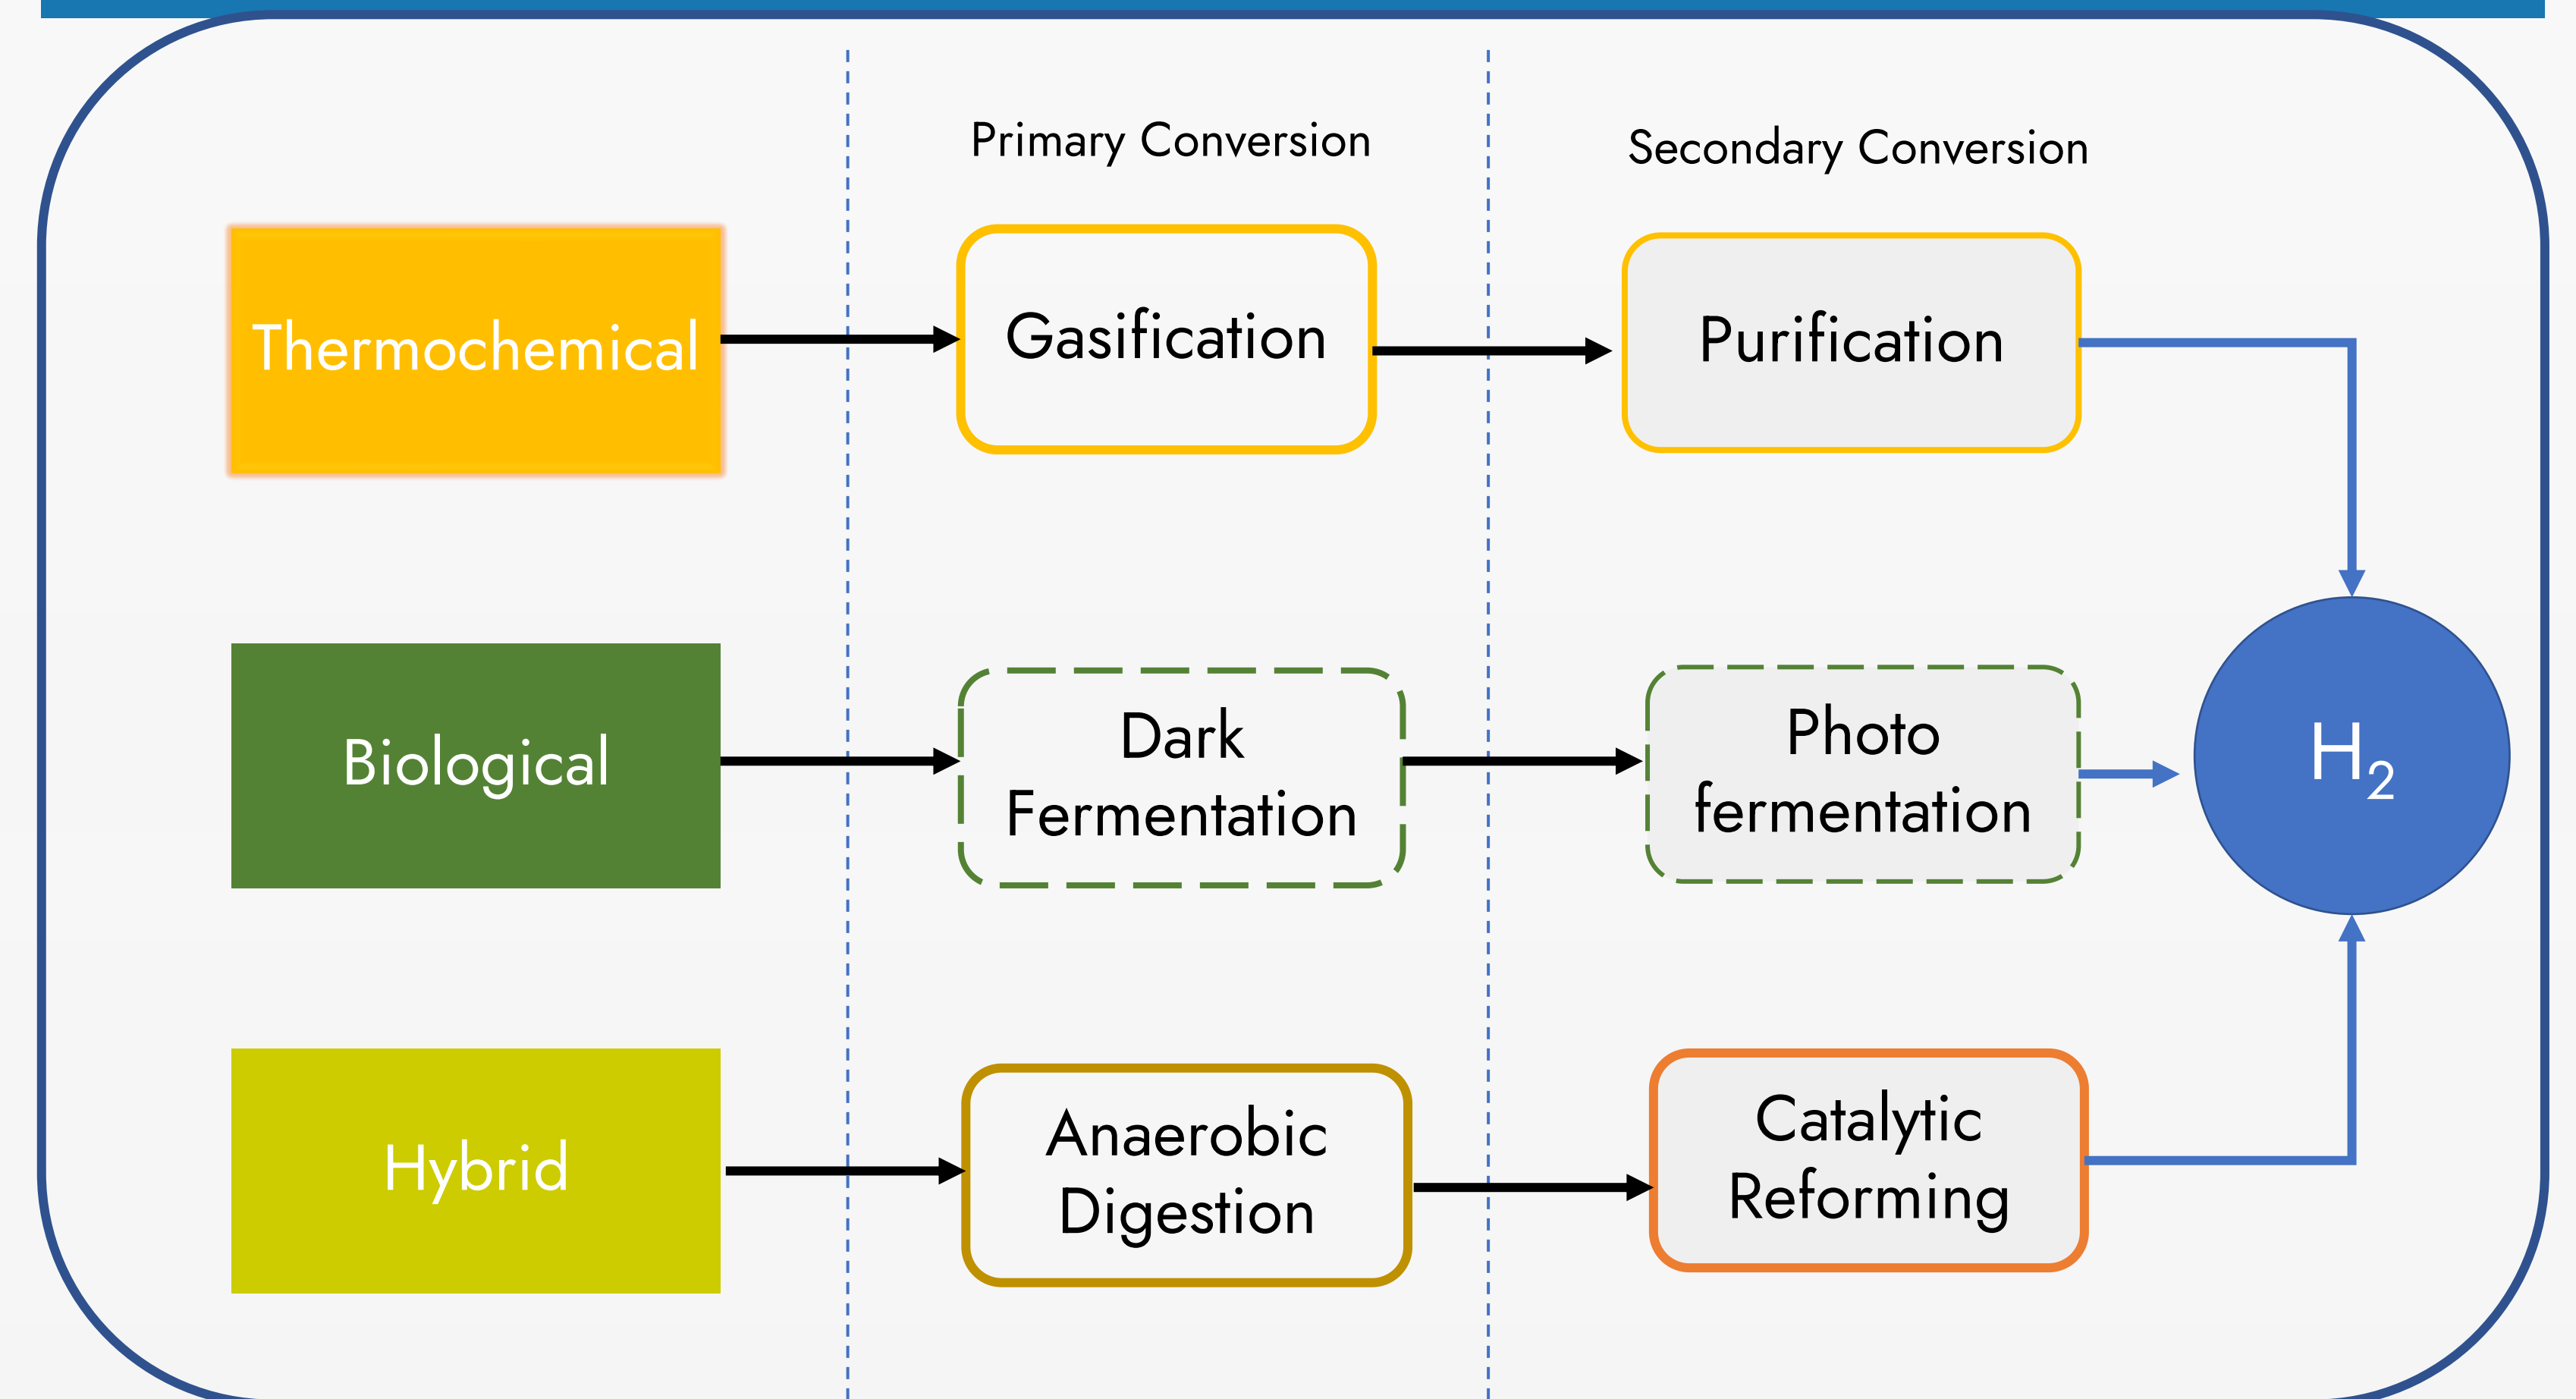 Primary Conversion
Secondary Conversion
Thermochemical
Gasification
Purification
Biological
Dark
Fermentation
Photo
fermentation
H₂
Hybrid
Anaerobic
Digestion
Catalytic
Reforming